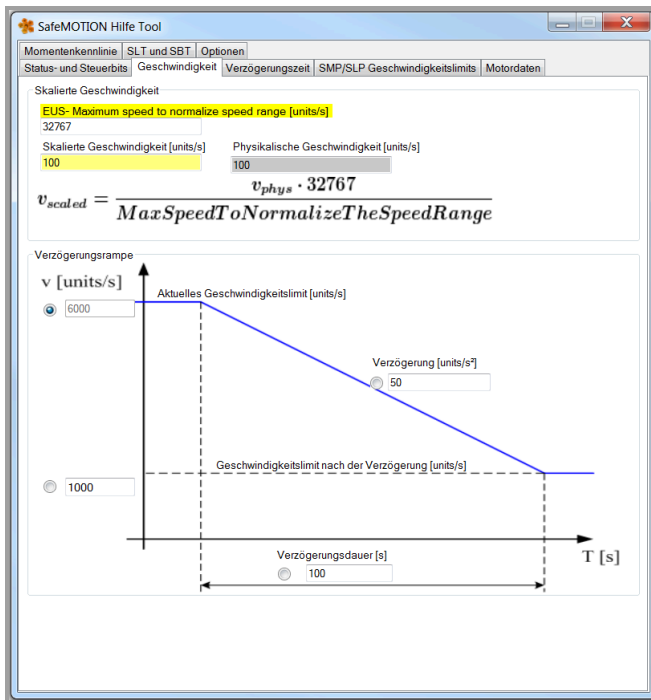 SafeMOTION Hilfe Tool
Momentenkennlinie SLT und SBT Optionen
Status- und Steuerbits Geschwindigkeit Verzögerungszeit SMP/SLP Geschwindigkeitslimits Motordaten
Skalierte Geschwindigkeit
EUS- Maximum speed to normalize speed range [units/s]
32767
Skalierte Geschwindigkeit [units/s] Physikalische Geschwindigkeit [units/s]
100 100
v_scaled = v_phys · 32767 / MaxSpeedToNormalizeTheSpeedRange
Verzögerungsrampe
v [units/s]
Aktuelles Geschwindigkeitslimit [units/s]
6000
Verzögerung [units/s²]
50
Geschwindigkeitslimit nach der Verzögerung [units/s]
1000
Verzögerungsdauer [s]
T [s]
100